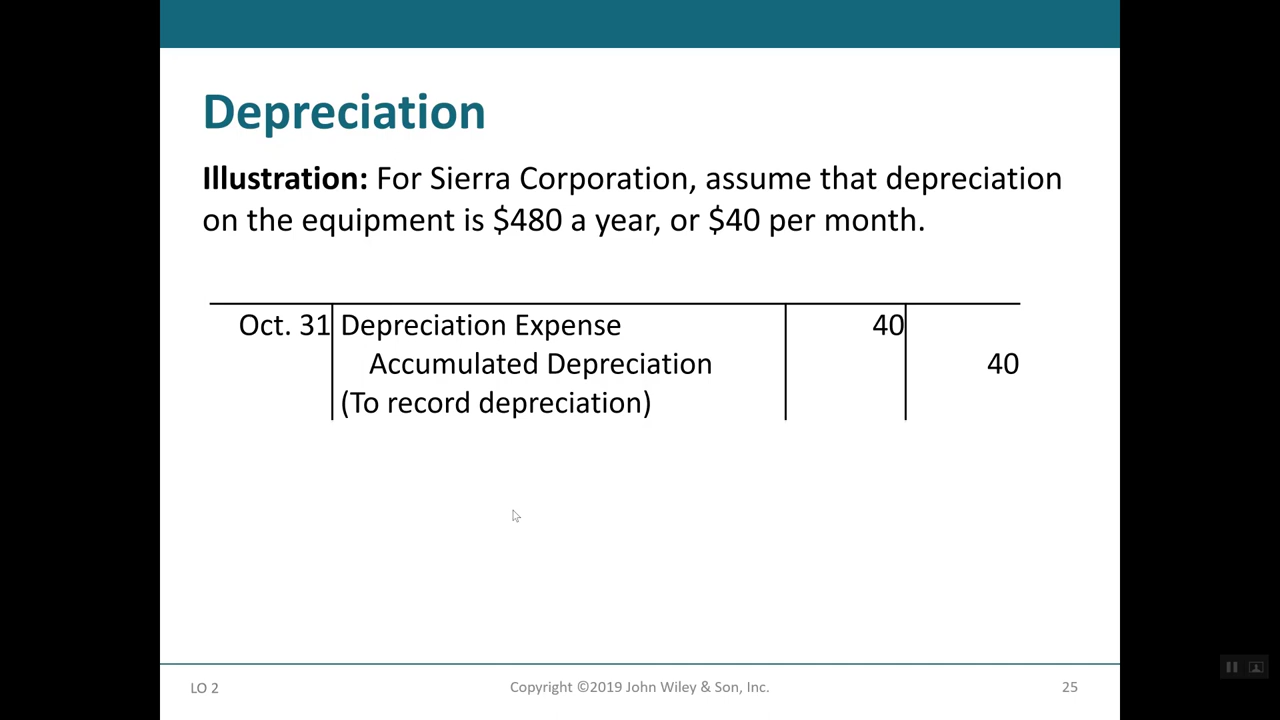 Depreciation
Illustration: For Sierra Corporation, assume that depreciation
on the equipment is $480 a year, or $40 per month.
Oct. 31 Depreciation Expense 40
Accumulated Depreciation 40
(To record depreciation)
LO 2 Copyright ©2019 John Wiley & Son, Inc. 25